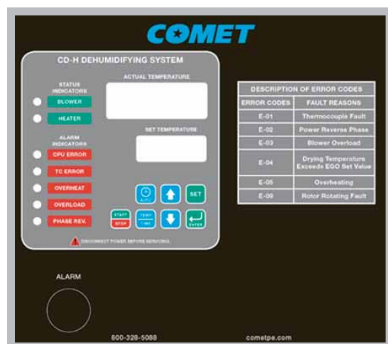 COMET
CD-H DEHUMIDIFYING SYSTEM
ACTUAL TEMPERATURE
STATUS
INDICATORS
BLOWER
HEATER
SET TEMPERATURE
ALARM
INDICATORS
CPU ERROR
TC ERROR
OVERHEAT
OVERLOAD
PHASE REV.
SET
START
STOP
TEMP
TIME
ENTER
DISCONNECT POWER BEFORE SERVICING.
DESCRIPTION OF ERROR CODES
ERROR CODES FAULT REASONS
E-01 Thermocouple Fault
E-02 Power Reverse Phase
E-03 Blower Overload
E-04 Drying Temperature
Exceeds EGO Set Value
E-05 Overheating
E-09 Rotor Rotating Fault
ALARM
800-328-5088
cometpe.com